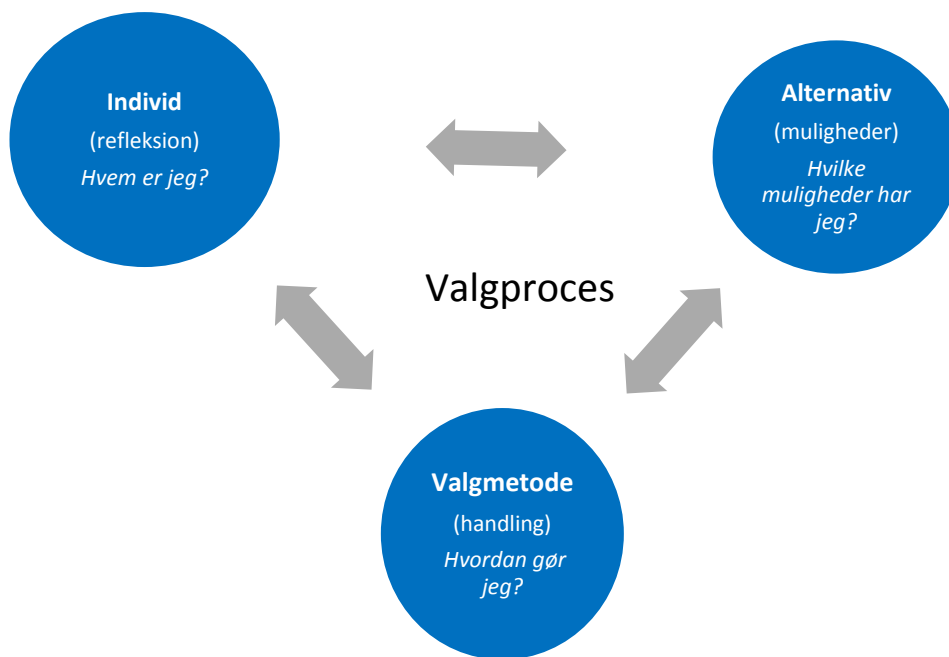 Individ
(refleksion)
Hvem er jeg?
Alternativ
(muligheder)
Hvilke
muligheder har
jeg?
Valgproces
Valgmetode
(handling)
Hvordan gør
jeg?